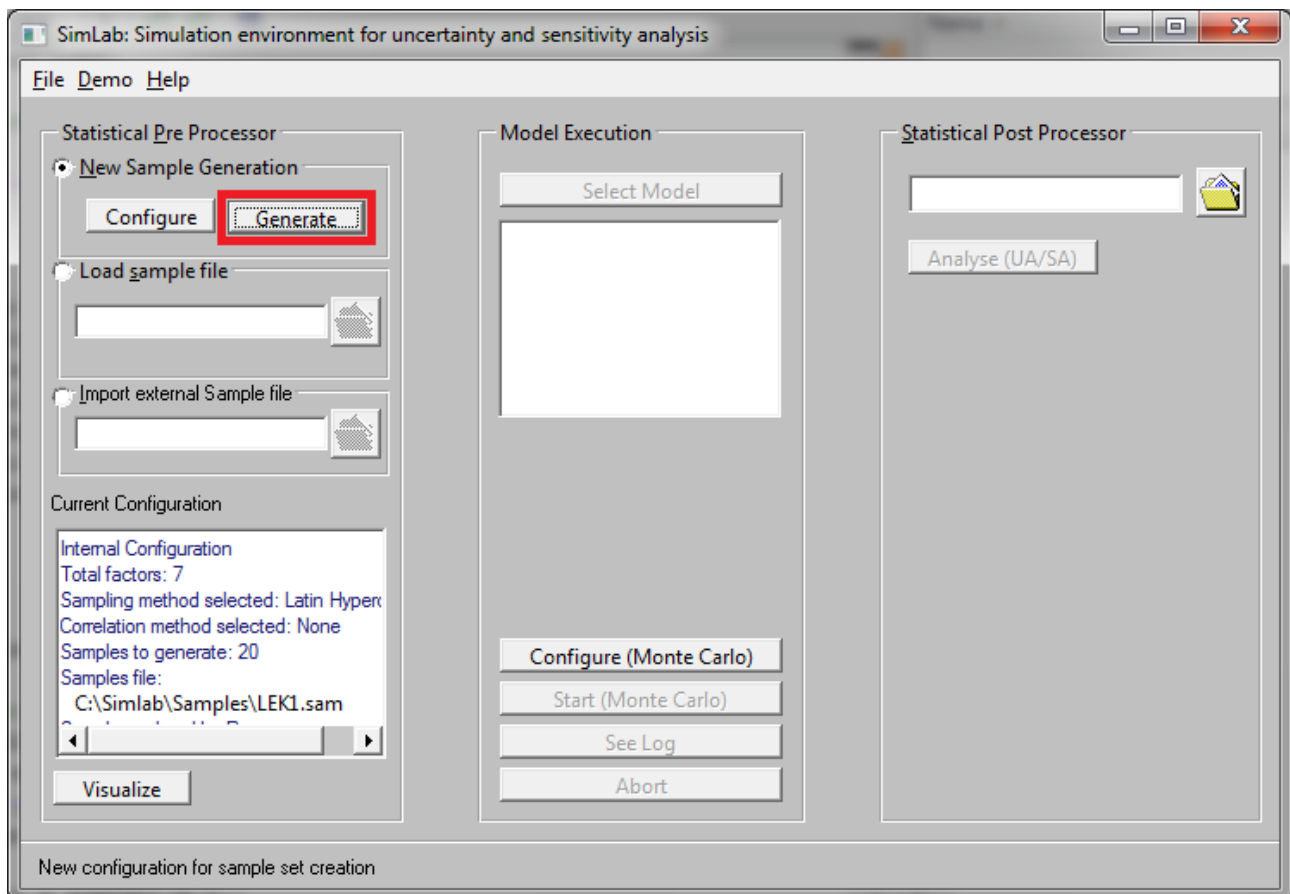 SimLab: Simulation environment for uncertainty and sensitivity analysis
File Demo Help
Statistical Pre Processor
New Sample Generation
Configure
Generate
Load sample file
Import external Sample file
Current Configuration
Internal Configuration
Total factors: 7
Sampling method selected: Latin Hyperc
Correlation method selected: None
Samples to generate: 20
Samples file:
C:\Simlab\Samples\LEK1.sam
Visualize
Model Execution
Select Model
Configure (Monte Carlo)
Start (Monte Carlo)
See Log
Abort
Statistical Post Processor
Analyse (UA/SA)
New configuration for sample set creation